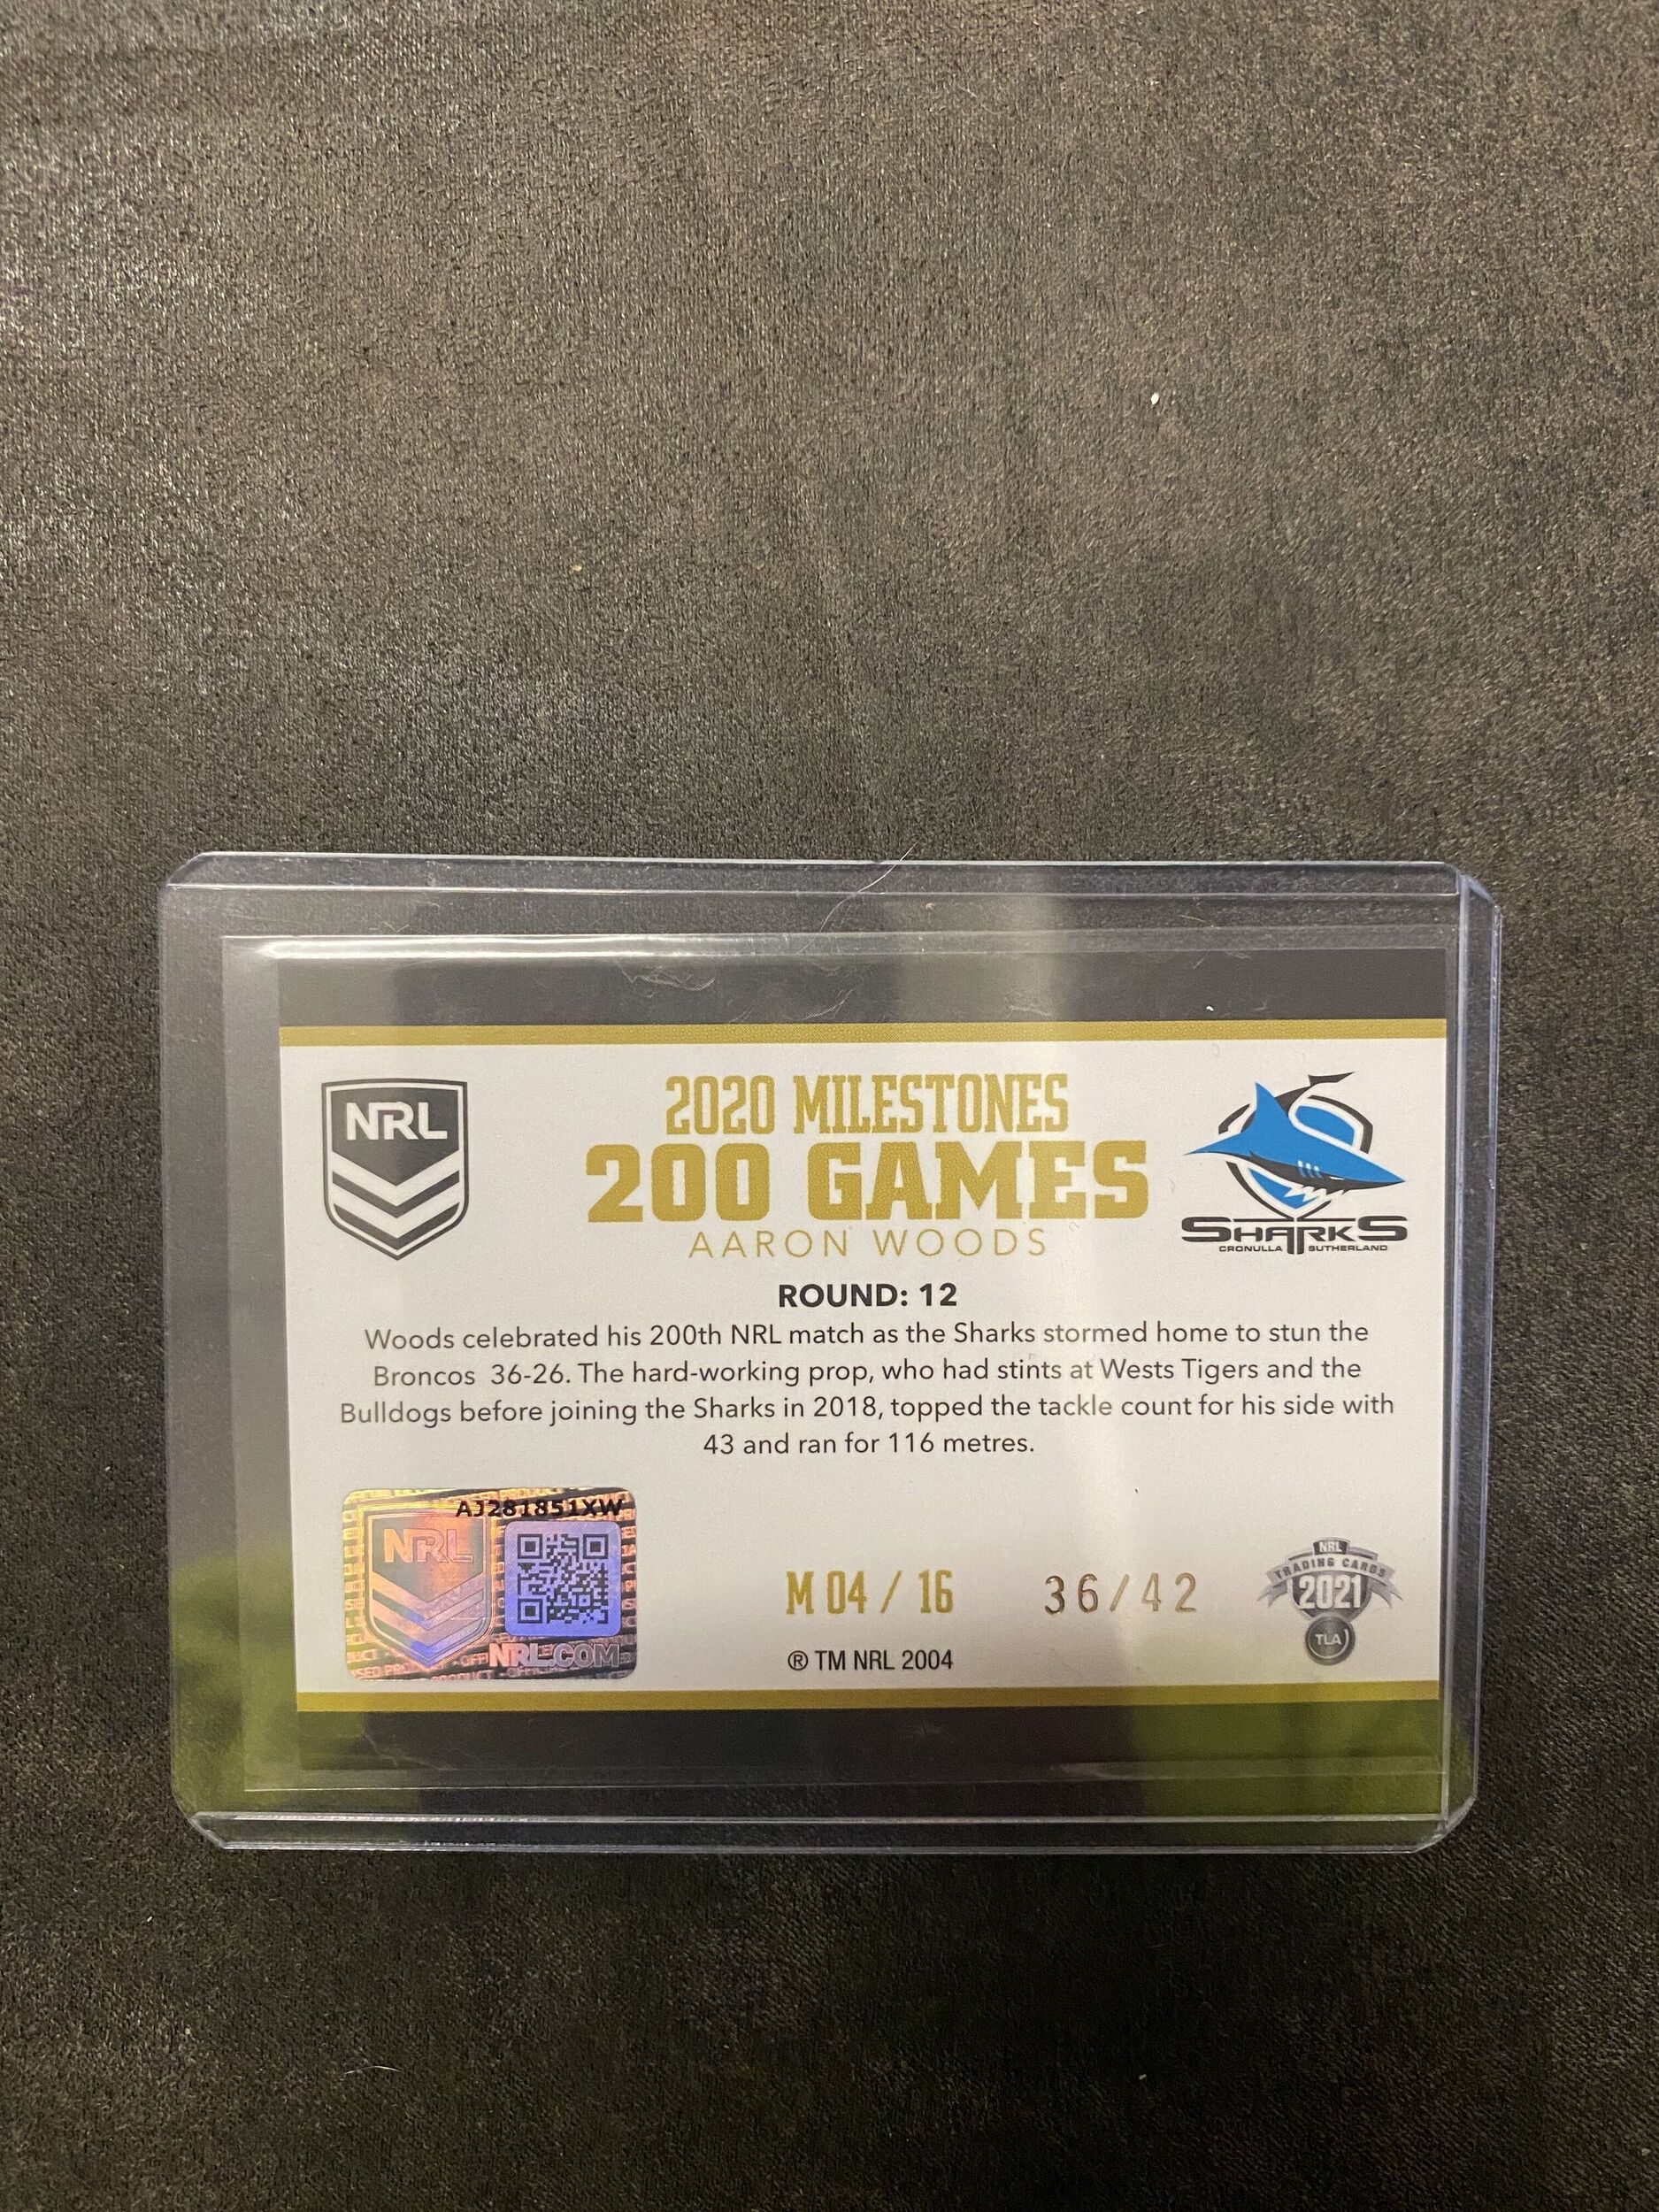 NRL
2020 MILESTONES
200 GAMES
AARON WOODS
SHARKS
CRONULLA SUTHERLAND
ROUND: 12
Woods celebrated his 200th NRL match as the Sharks stormed home to stun the
Broncos 36-26. The hard-working prop, who had stints at Wests Tigers and the
Bulldogs before joining the Sharks in 2018, topped the tackle count for his side with
43 and ran for 116 metres.
AJ281851XW
NRL
NRL.COM
M 04 / 16
36/42
® TM NRL 2004
NRL
TRADING CARDS
2021
TLA